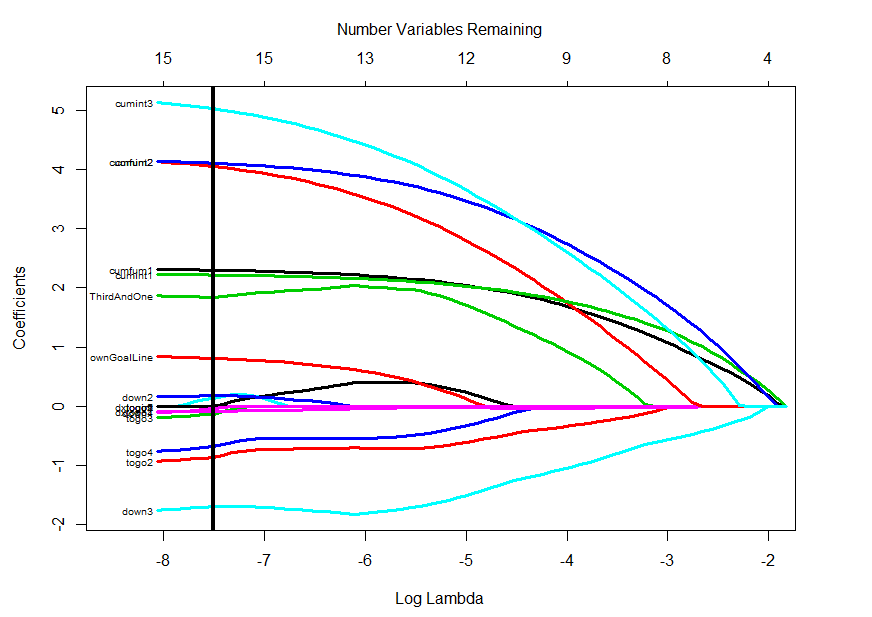 Number Variables Remaining
15 15 13 12 9 8 4
5
4
3
2
1
0
-1
-2
Coefficients
cumint3
cumfum1
cumint1
ThirdAndOne
ownGoalLine
down2
togo3
togo4
togo2
down3
-8 -7 -6 -5 -4 -3 -2
Log Lambda